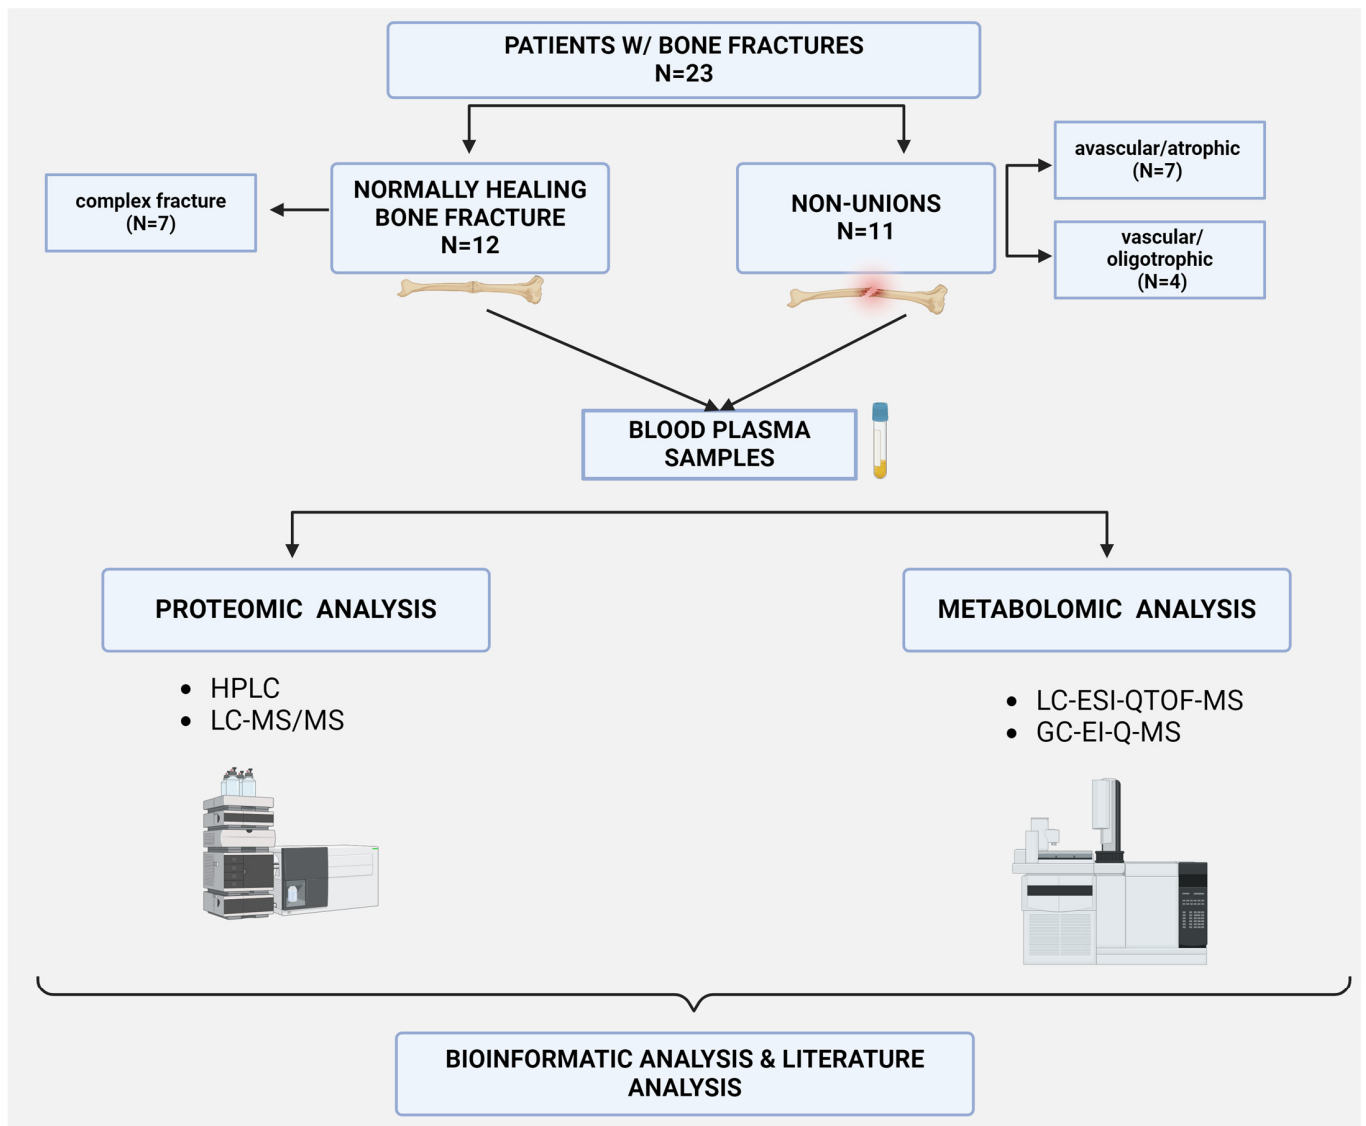 PATIENTS W/ BONE FRACTURES
N=23
complex fracture
(N=7)
NORMALLY HEALING
BONE FRACTURE
N=12
NON-UNIONS
N=11
avascular/atrophic
(N=7)
vascular/
oligotrophic
(N=4)
BLOOD PLASMA
SAMPLES
PROTEOMIC ANALYSIS
• HPLC
• LC-MS/MS
METABOLOMIC ANALYSIS
• LC-ESI-QTOF-MS
• GC-EI-Q-MS
BIOINFORMATIC ANALYSIS & LITERATURE
ANALYSIS